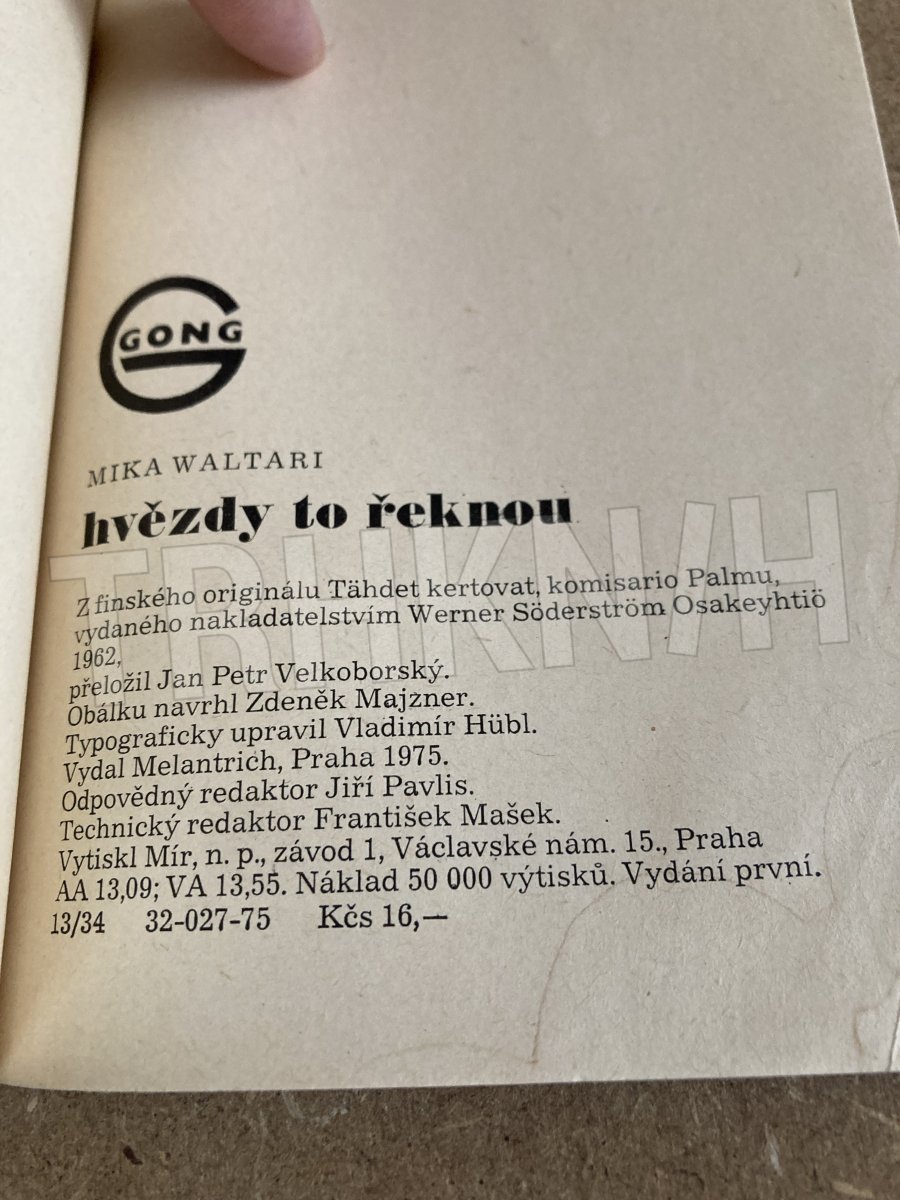 GONG
MIKA WALTARI
hvězdy to řeknou
Z finského originálu Tähdet kertovat, komisario Palmu,
vydaného nakladatelstvím Werner Söderström Osakeyhtiö
1962,
přeložil Jan Petr Velkoborský.
Obálku navrhl Zdeněk Majzner.
Typograficky upravil Vladimír Hübl.
Vydal Melantrich, Praha 1975.
Odpovědný redaktor Jiří Pavlis.
Technický redaktor František Mašek.
Vytiskl Mír, n. p., závod 1, Václavské nám. 15., Praha
AA 13,09; VA 13,55. Náklad 50 000 výtisků. Vydání první.
13/34 32-027-75 Kčs 16,—
TRHKNIH